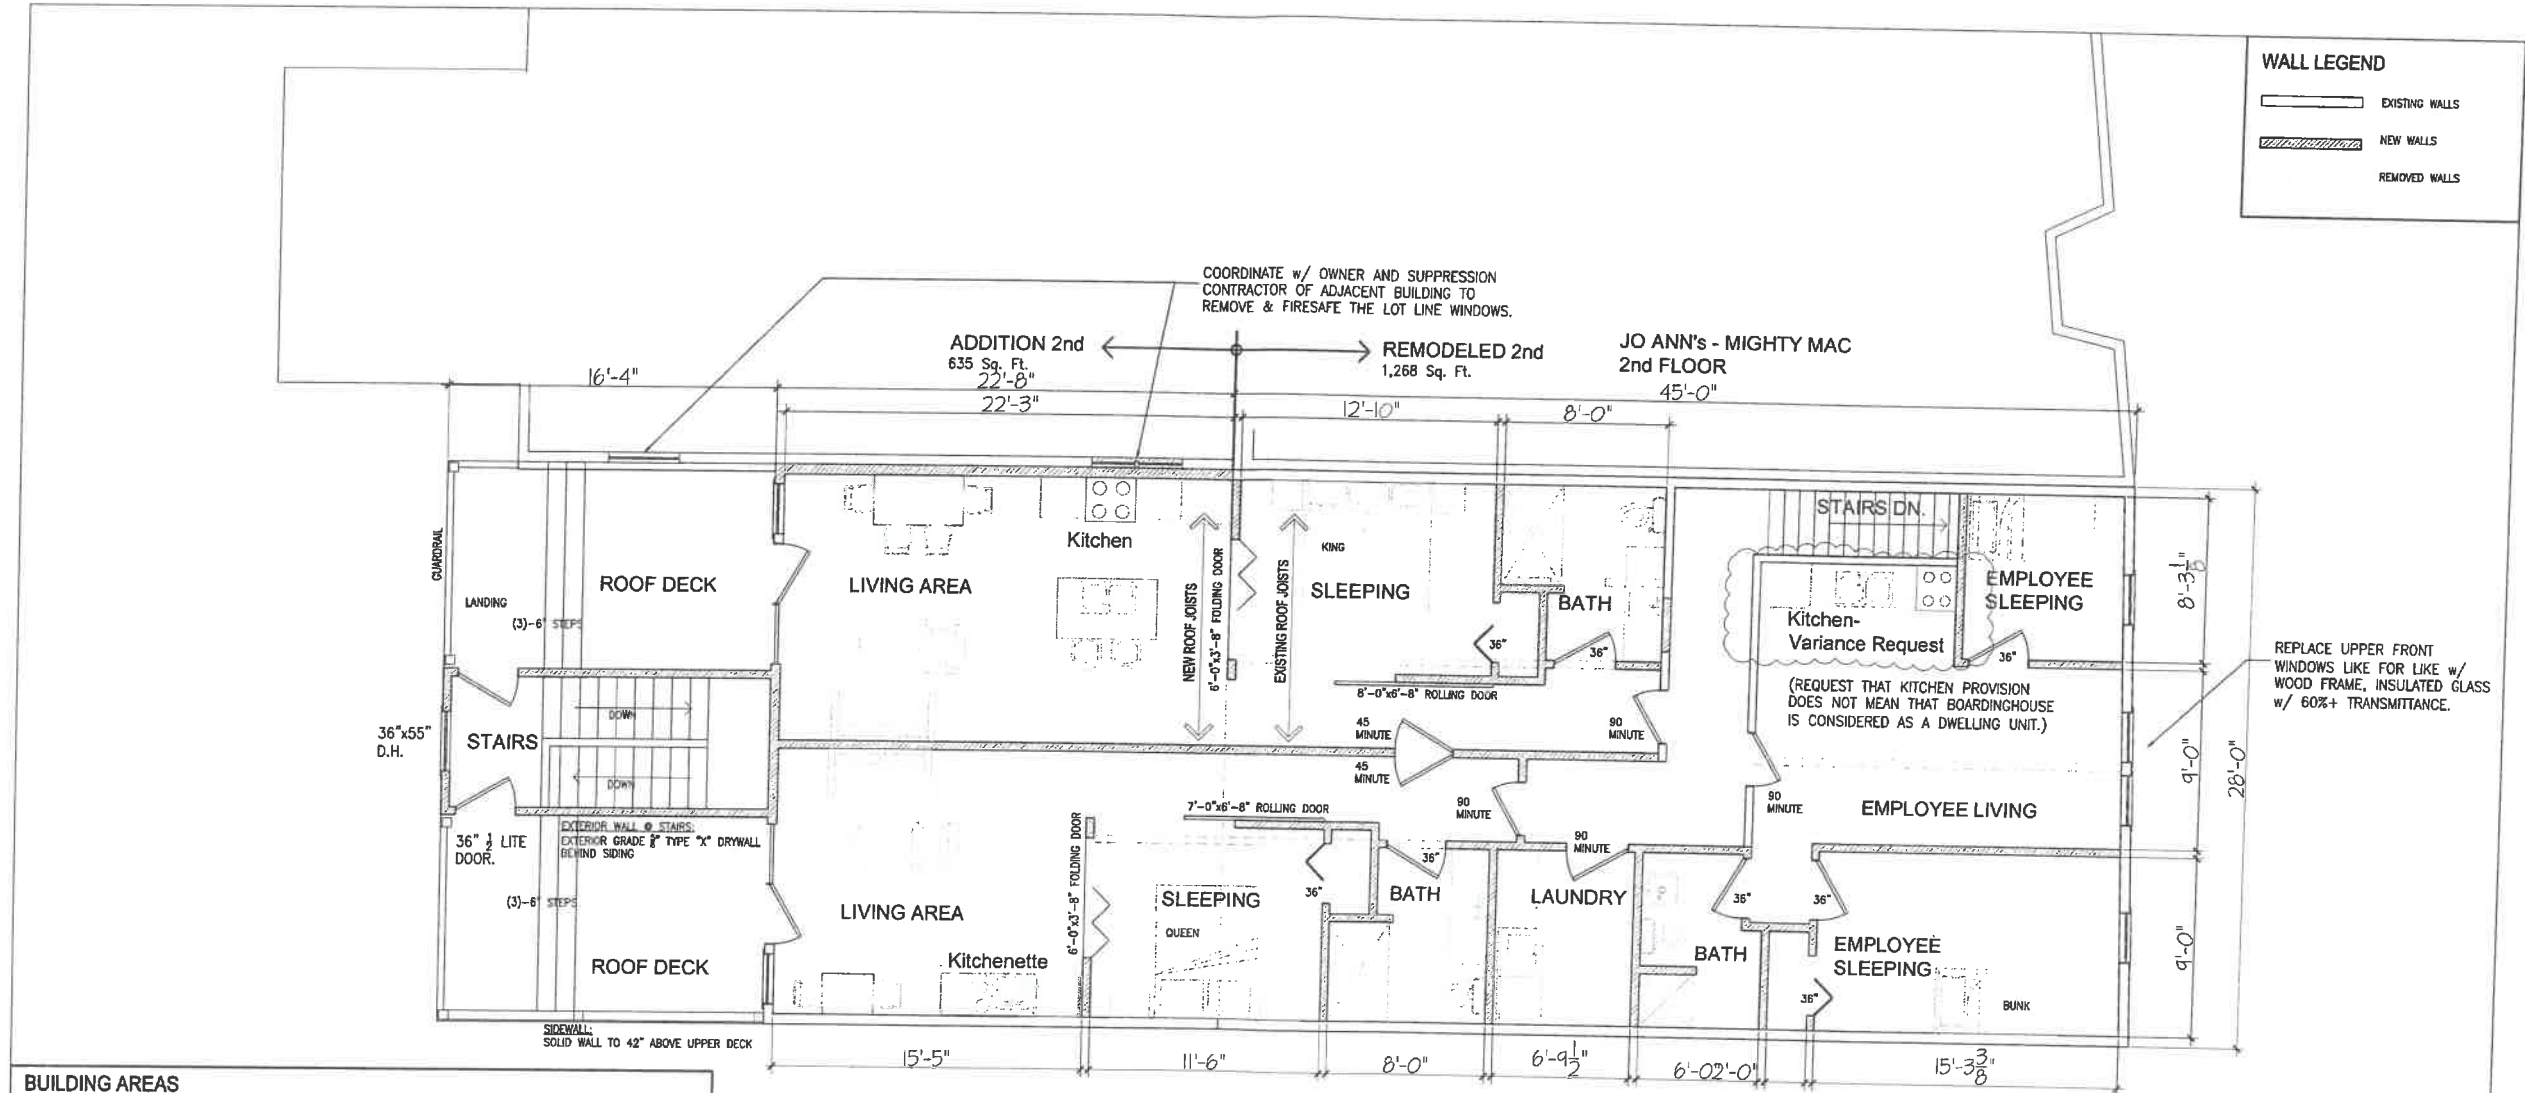 WALL LEGEND
EXISTING WALLS
NEW WALLS
REMOVED WALLS
COORDINATE w/ OWNER AND SUPPRESSION
CONTRACTOR OF ADJACENT BUILDING TO
REMOVE & FIRESAFE THE LOT LINE WINDOWS.
ADDITION 2nd
635 Sq. Ft.
REMODELED 2nd
1,268 Sq. Ft.
JO ANN's - MIGHTY MAC
2nd FLOOR
16'-4"
22'-8"
45'-0"
22'-3"
12'-10"
8'-0"
GUARDRAIL
LANDING
(3)-6" STEPS
ROOF DECK
LIVING AREA
Kitchen
NEW ROOF JOISTS
6'-0"x3'-8" FOLDING DOOR
EXISTING ROOF JOISTS
KING
SLEEPING
36"
BATH
36"
8'-0"x6'-8" ROLLING DOOR
STAIRS DN.
Kitchen-
Variance Request
(REQUEST THAT KITCHEN PROVISION
DOES NOT MEAN THAT BOARDINGHOUSE
IS CONSIDERED AS A DWELLING UNIT.)
EMPLOYEE
SLEEPING
36"
8'-3 1/8"
9'-0"
28'-0"
9'-0"
REPLACE UPPER FRONT
WINDOWS LIKE FOR LIKE w/
WOOD FRAME, INSULATED GLASS
w/ 60%+ TRANSMITTANCE.
36"x55"
D.H.
STAIRS
DOWN
DOWN
45
MINUTE
45
MINUTE
90
MINUTE
90
MINUTE
90
MINUTE
90
MINUTE
EMPLOYEE LIVING
36" 1/2 LITE
DOOR.
EXTERIOR WALL @ STAIRS:
EXTERIOR GRADE 5/8" TYPE "X" DRYWALL
BEHIND SIDING
(3)-6" STEPS
ROOF DECK
LIVING AREA
Kitchenette
6'-0"x3'-8" FOLDING DOOR
7'-0"x6'-8" ROLLING DOOR
SLEEPING
QUEEN
36"
36"
BATH
LAUNDRY
36"
BATH
36"
EMPLOYEE
SLEEPING
36"
BUNK
SIDEWALL:
SOLID WALL TO 42" ABOVE UPPER DECK
15'-5"
11'-6"
8'-0"
6'-9 1/2"
6'-0
2'-0"
15'-3 3/8"
BUILDING AREAS